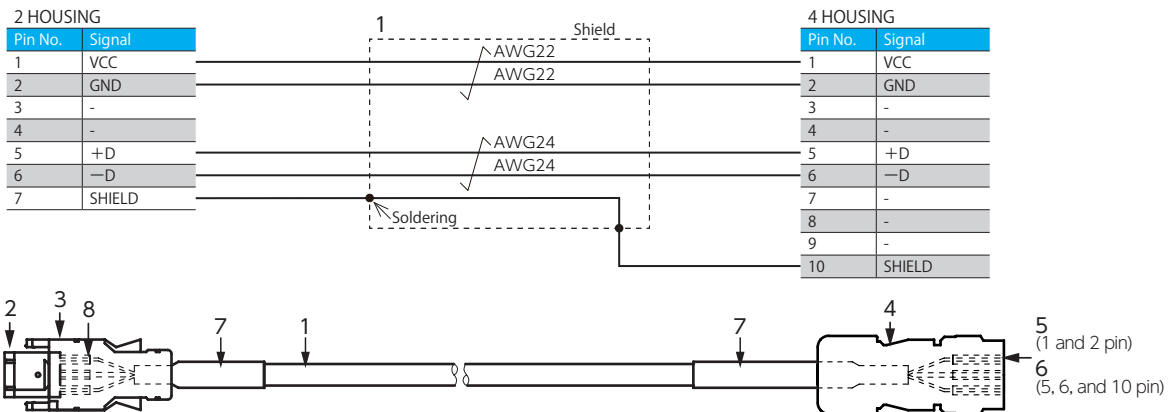 2 HOUSING
Pin No. Signal
1 VCC
2 GND
3 -
4 -
5 +D
6 -D
7 SHIELD
1
Shield
AWG22
AWG22
AWG24
AWG24
Soldering
4 HOUSING
Pin No. Signal
1 VCC
2 GND
3 -
4 -
5 +D
6 -D
7 -
8 -
9 -
10 SHIELD
2
3
8
7
1
7
4
5
(1 and 2 pin)
6
(5, 6, and 10 pin)